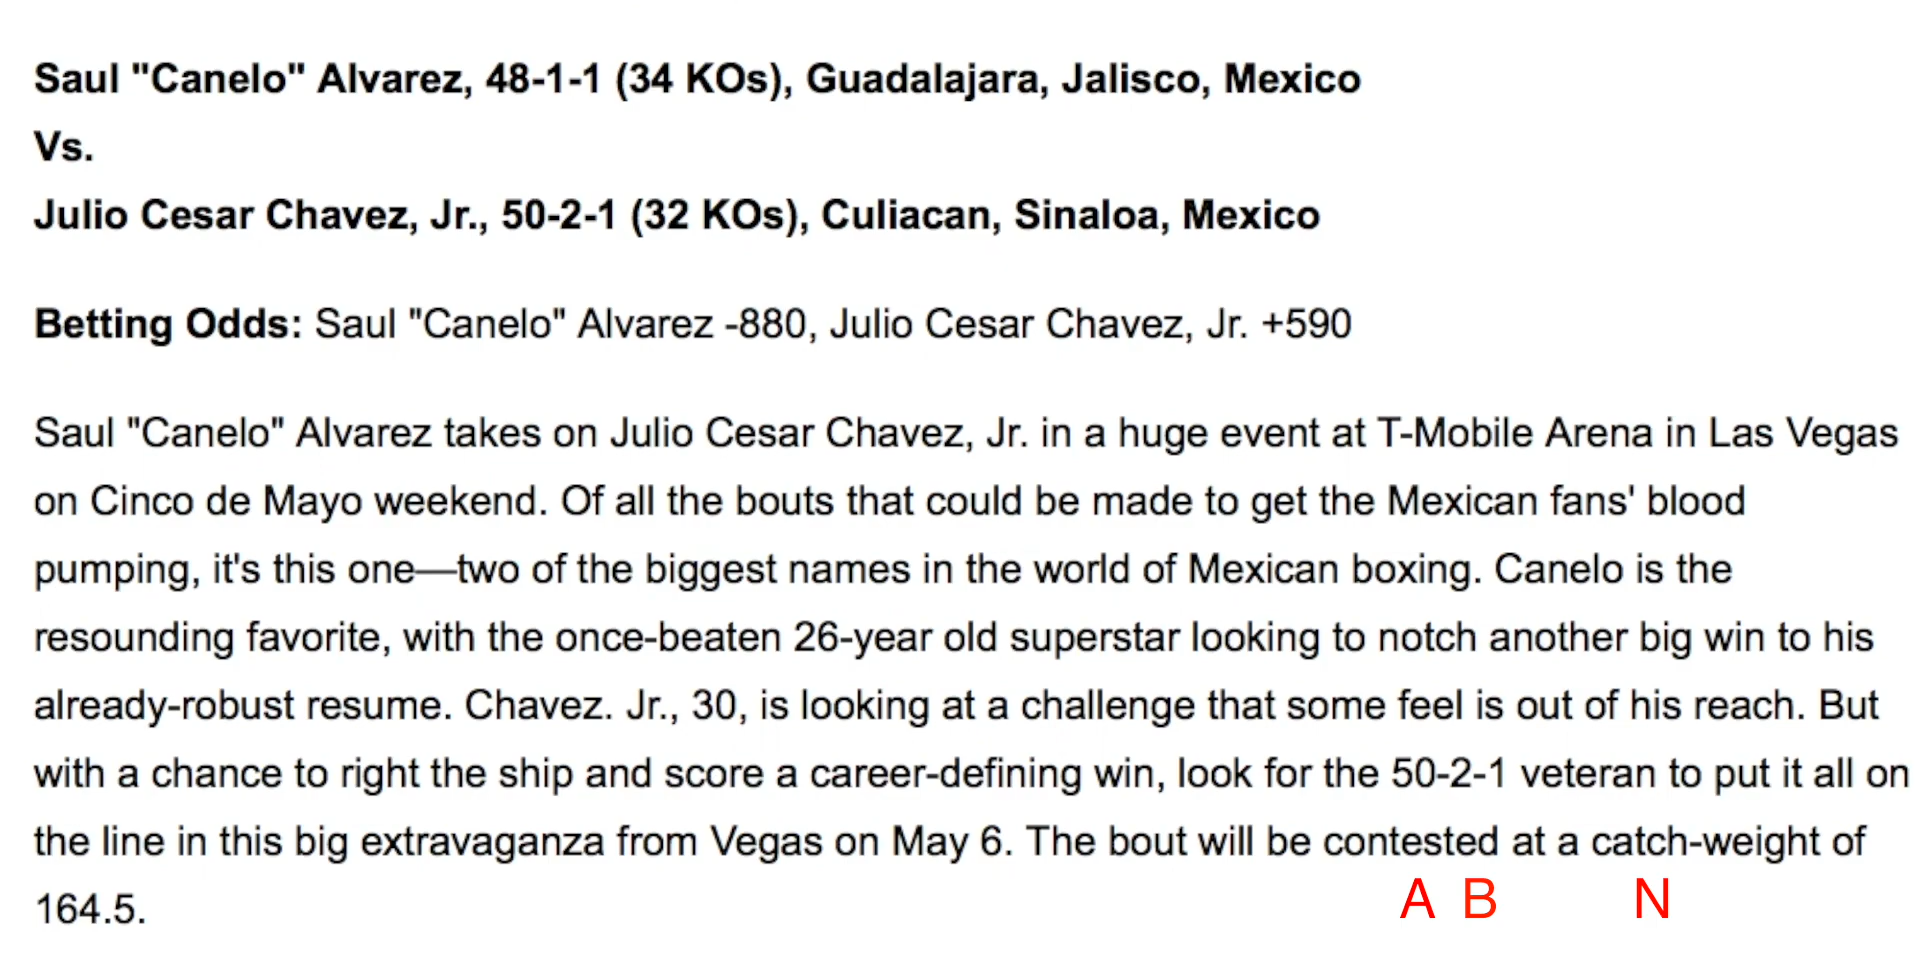 Saul "Canelo" Alvarez, 48-1-1 (34 KOs), Guadalajara, Jalisco, Mexico
Vs.
Julio Cesar Chavez, Jr., 50-2-1 (32 KOs), Culiacan, Sinaloa, Mexico
Betting Odds: Saul "Canelo" Alvarez -880, Julio Cesar Chavez, Jr. +590
Saul "Canelo" Alvarez takes on Julio Cesar Chavez, Jr. in a huge event at T-Mobile Arena in Las Vegas
on Cinco de Mayo weekend. Of all the bouts that could be made to get the Mexican fans' blood
pumping, it's this one—two of the biggest names in the world of Mexican boxing. Canelo is the
resounding favorite, with the once-beaten 26-year old superstar looking to notch another big win to his
already-robust resume. Chavez. Jr., 30, is looking at a challenge that some feel is out of his reach. But
with a chance to right the ship and score a career-defining win, look for the 50-2-1 veteran to put it all on
the line in this big extravaganza from Vegas on May 6. The bout will be contested at a catch-weight of
164.5.
A B N